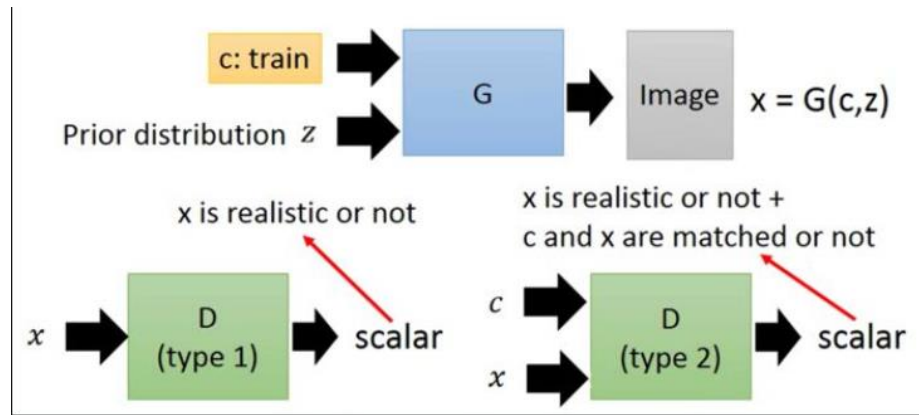 c: train
G
Image
x = G(c,z)
Prior distribution z
x is realistic or not
x is realistic or not +
c and x are matched or not
x
D
(type 1)
scalar
c
x
D
(type 2)
scalar